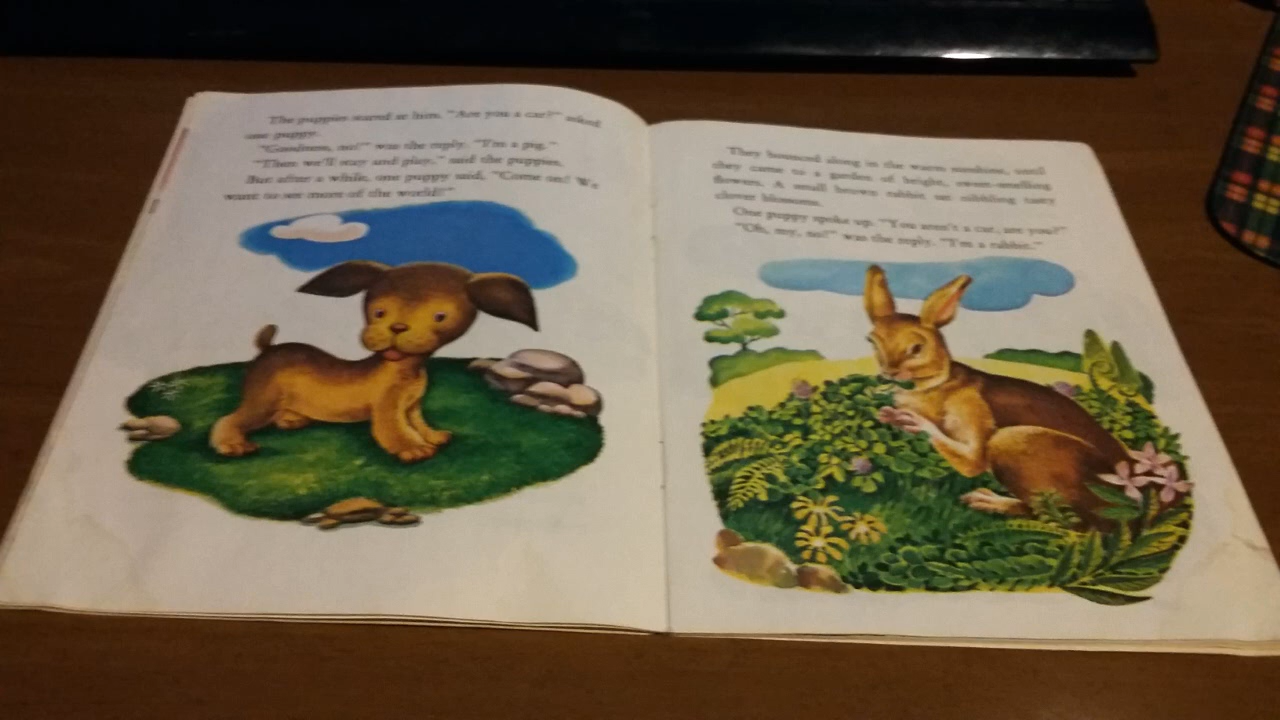 The puppies stared at him. "Are you a car?" asked
one puppy.
"Goodness, no!" was the reply. "I'm a pig."
"Then we'll stay and play," said the puppies.
But after a while, one puppy said, "Come on! We
want to see more of the world!"
They bounced along in the warm sunshine, until
they came to a garden of bright, sweet-smelling
flowers. A small brown rabbit sat nibbling tasty
clover blossoms.
One puppy spoke up. "You aren't a car, are you?"
"Oh, my, no!" was the reply. "I'm a rabbit."